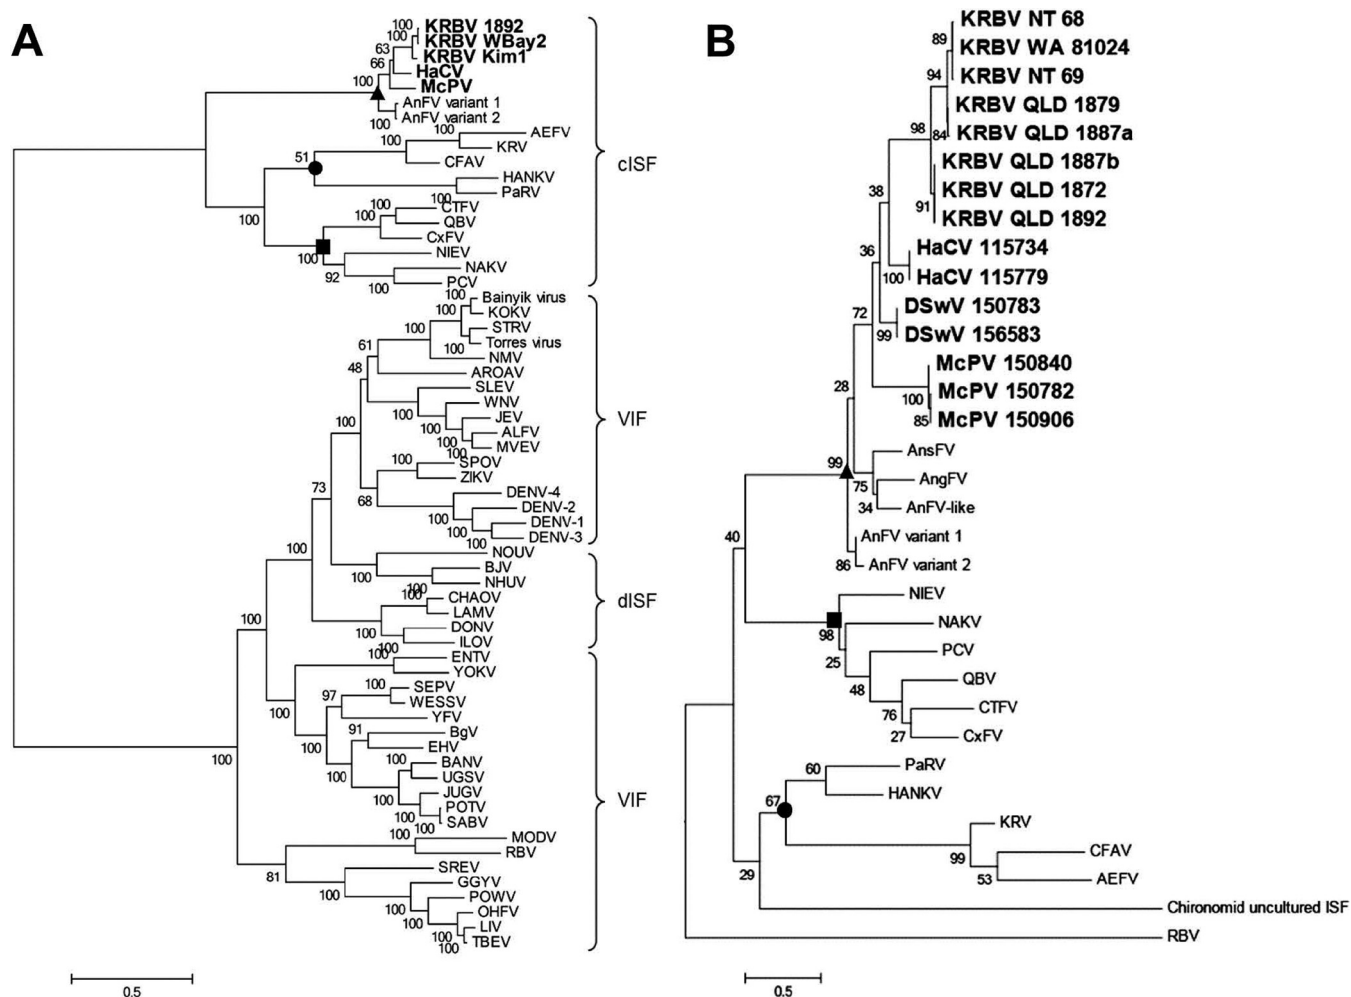 A
100
KRBV 1892
100
KRBV WBay2
63
KRBV Kim1
66
HaCV
100
McPV
AnFV variant 1
100
AnFV variant 2
100
AEFV
100
KRV
CFAV
51
HANKV
100
PaRV
100
100
CTFV
100
QBV
CxFV
100
NIEV
92
NAKV
100
PCV
cISF
100
Bainyik virus
100
KOKV
100
STRV
100
Torres virus
61
NMV
48
AROAV
SLEV
100
WNV
100
JEV
100
ALFV
100
MVEV
100
100
SPOV
ZIKV
68
DENV-4
100
DENV-2
100
DENV-1
100
DENV-3
VIF
73
100
NOUV
100
BJV
100
NHUV
100
100
CHAOV
LAMV
100
DONV
100
ILOV
dISF
100
100
ENTV
YOKV
100
SEPV
97
WESSV
100
YFV
100
91
BgV
EHV
100
100
BANV
UGSV
100
JUGV
POTV
100
100
SABV
100
100
MODV
RBV
81
SREV
100
GGYV
100
POWV
100
OHFV
100
LIV
100
TBEV
VIF
0.5
B
KRBV NT 68
89
KRBV WA 81024
94
KRBV NT 69
KRBV QLD 1879
98
84
KRBV QLD 1887a
KRBV QLD 1887b
38
KRBV QLD 1872
91
KRBV QLD 1892
36
HaCV 115734
100
HaCV 115779
72
DSwV 150783
99
DSwV 156583
28
McPV 150840
100
McPV 150782
85
McPV 150906
99
AnsFV
75
AngFV
34
AnFV-like
AnFV variant 1
86
AnFV variant 2
40
NIEV
98
NAKV
25
PCV
48
QBV
76
CTFV
27
CxFV
60
PaRV
67
HANKV
KRV
99
CFAV
53
AEFV
29
Chironomid uncultured ISF
RBV
0.5